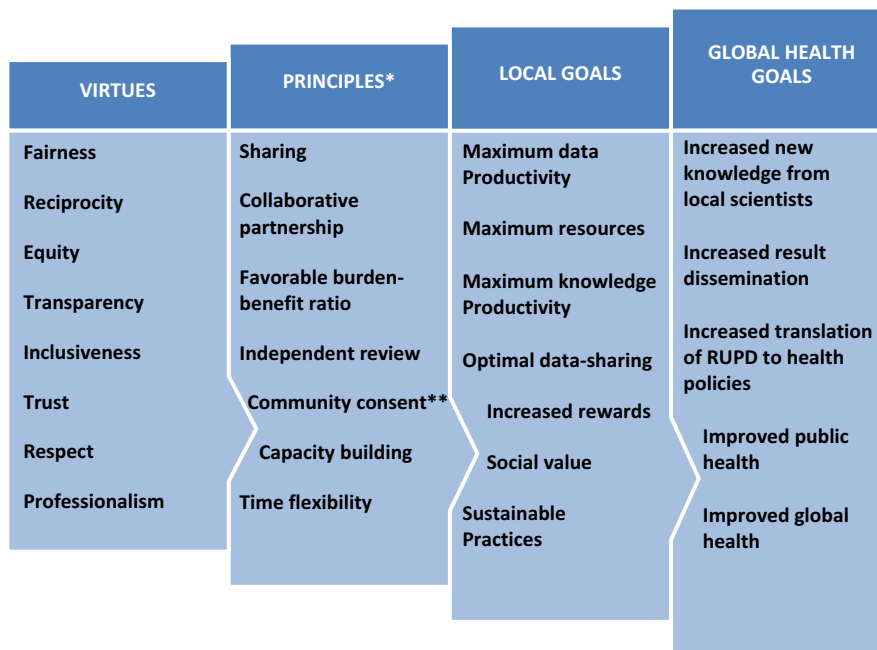 VIRTUES
Fairness
Reciprocity
Equity
Transparency
Inclusiveness
Trust
Respect
Professionalism
PRINCIPLES*
Sharing
Collaborative
partnership
Favorable burden-
benefit ratio
Independent review
Community consent**
Capacity building
Time flexibility
LOCAL GOALS
Maximum data
Productivity
Maximum resources
Maximum knowledge
Productivity
Optimal data-sharing
Increased rewards
Social value
Sustainable
Practices
GLOBAL HEALTH
GOALS
Increased new
knowledge from
local scientists
Increased result
dissemination
Increased translation
of RUPD to health
policies
Improved public
health
Improved global
health